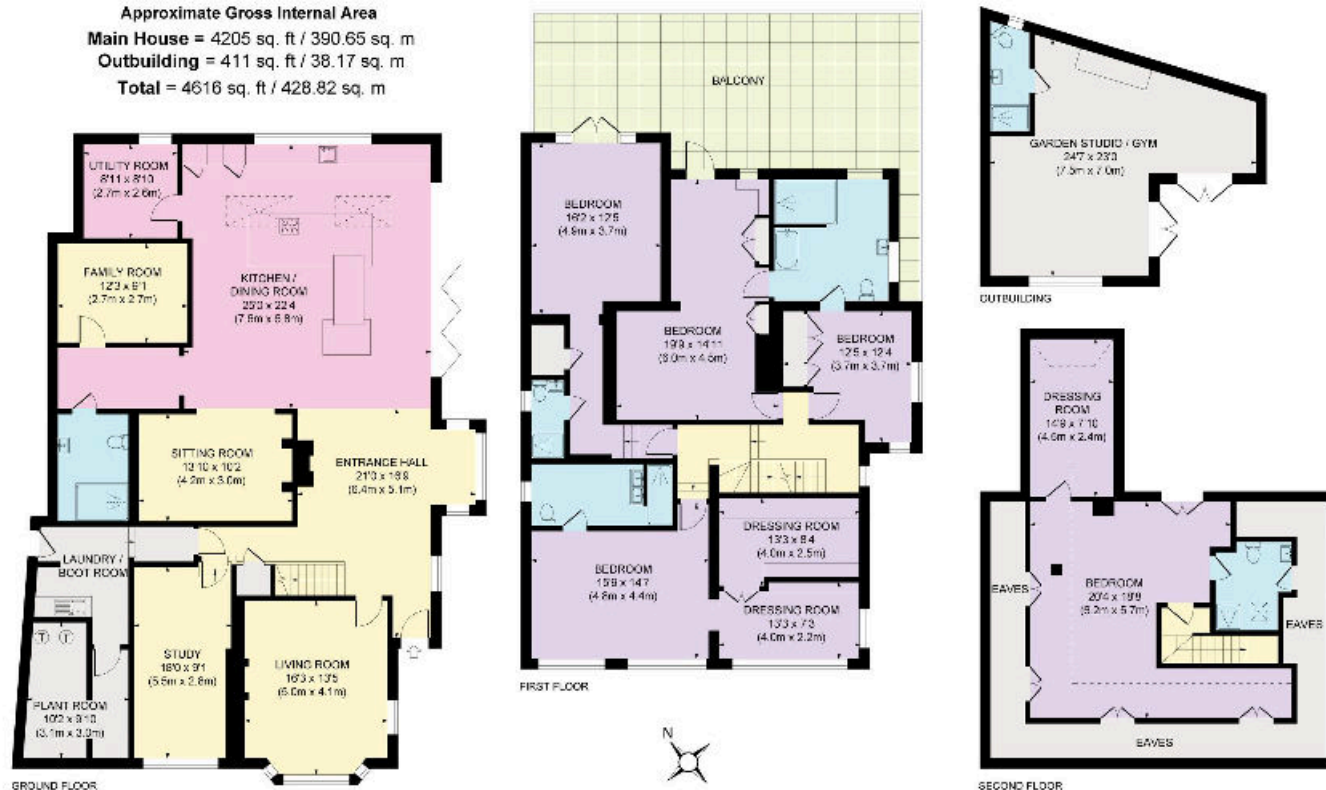 Approximate Gross Internal Area
Main House = 4205 sq. ft / 390.65 sq. m
Outbuilding = 411 sq. ft / 38.17 sq. m
Total = 4616 sq. ft / 428.82 sq. m
UTILITY ROOM
8'11 x 8'10
(2.7m x 2.6m)
FAMILY ROOM
12'3 x 9'1
(2.7m x 2.7m)
KITCHEN /
DINING ROOM
25'0 x 22'4
(7.6m x 6.8m)
SITTING ROOM
13'10 x 10'2
(4.2m x 3.0m)
ENTRANCE HALL
21'0 x 16'9
(6.4m x 5.1m)
LAUNDRY /
BOOT ROOM
STUDY
18'0 x 9'1
(5.5m x 2.8m)
LIVING ROOM
16'3 x 13'5
(5.0m x 4.1m)
T T
PLANT ROOM
10'2 x 9'10
(3.1m x 3.0m)
GROUND FLOOR
BALCONY
BEDROOM
16'2 x 12'5
(4.9m x 3.7m)
BEDROOM
19'9 x 14'11
(6.0m x 4.5m)
BEDROOM
12'5 x 12'4
(3.7m x 3.7m)
BEDROOM
15'9 x 14'7
(4.8m x 4.4m)
DRESSING ROOM
13'3 x 8'4
(4.0m x 2.5m)
DRESSING ROOM
13'3 x 7'3
(4.0m x 2.2m)
FIRST FLOOR
N
GARDEN STUDIO / GYM
24'7 x 23'0
(7.5m x 7.0m)
OUTBUILDING
DRESSING
ROOM
14'9 x 7'10
(4.5m x 2.4m)
EAVES
BEDROOM
20'4 x 18'8
(6.2m x 5.7m)
EAVES
EAVES
SECOND FLOOR